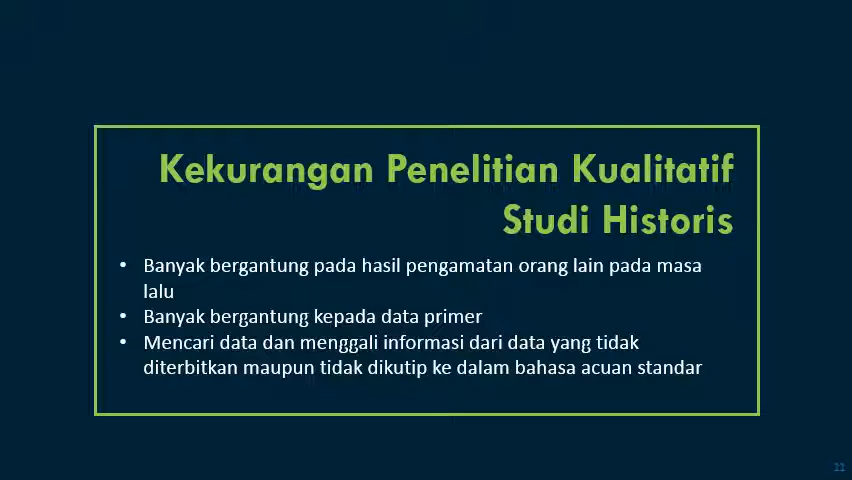 Kekurangan Penelitian Kualitatif
Studi Historis
• Banyak bergantung pada hasil pengamatan orang lain pada masa
lalu
• Banyak bergantung kepada data primer
• Mencari data dan menggali informasi dari data yang tidak
diterbitkan maupun tidak dikutip ke dalam bahasa acuan standar